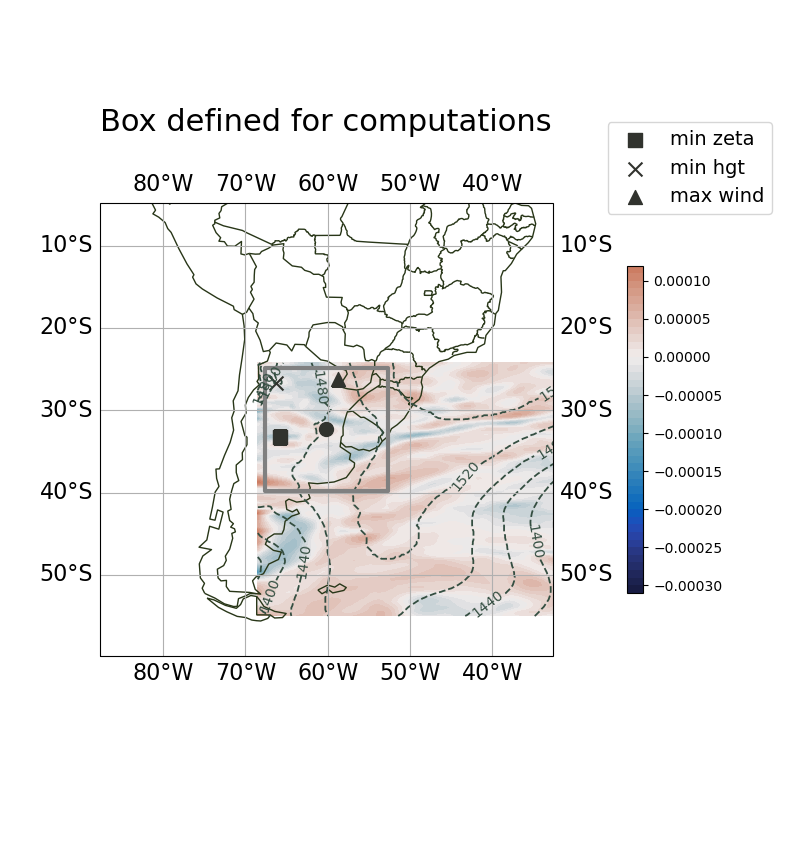 Box defined for computations
min zeta
min hgt
max wind
80°W 70°W 60°W 50°W 40°W
10°S 10°S
20°S 20°S
30°S 30°S
40°S 40°S
50°S 50°S
80°W 70°W 60°W 50°W 40°W
1480
1520
1440
1400
1400
1440
0.00010
0.00005
0.00000
−0.00005
−0.00010
−0.00015
−0.00020
−0.00025
−0.00030